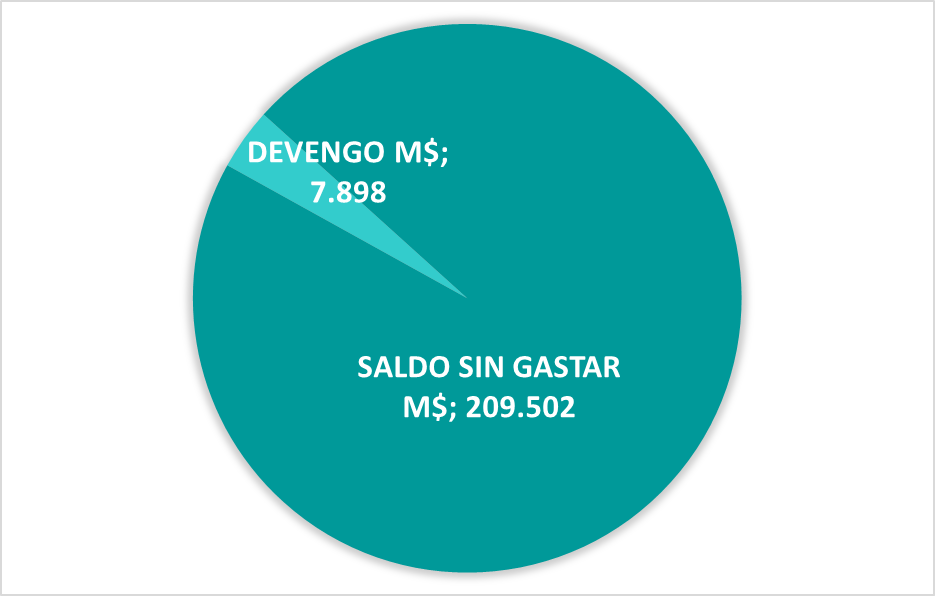 DEVENGO M$;
7.898
SALDO SIN GASTAR
M$; 209.502